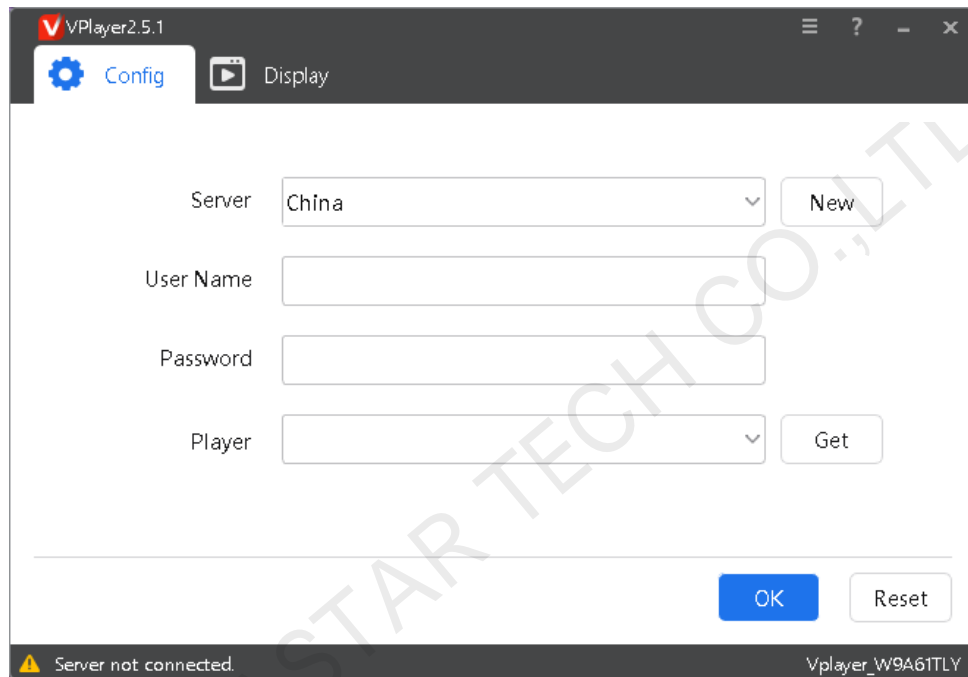 VPlayer2.5.1
Config Display
Server China New
User Name
Password
Player Get
OK Reset
Server not connected. Vplayer_W9A61TLY
STAR TECH CO.,LTD